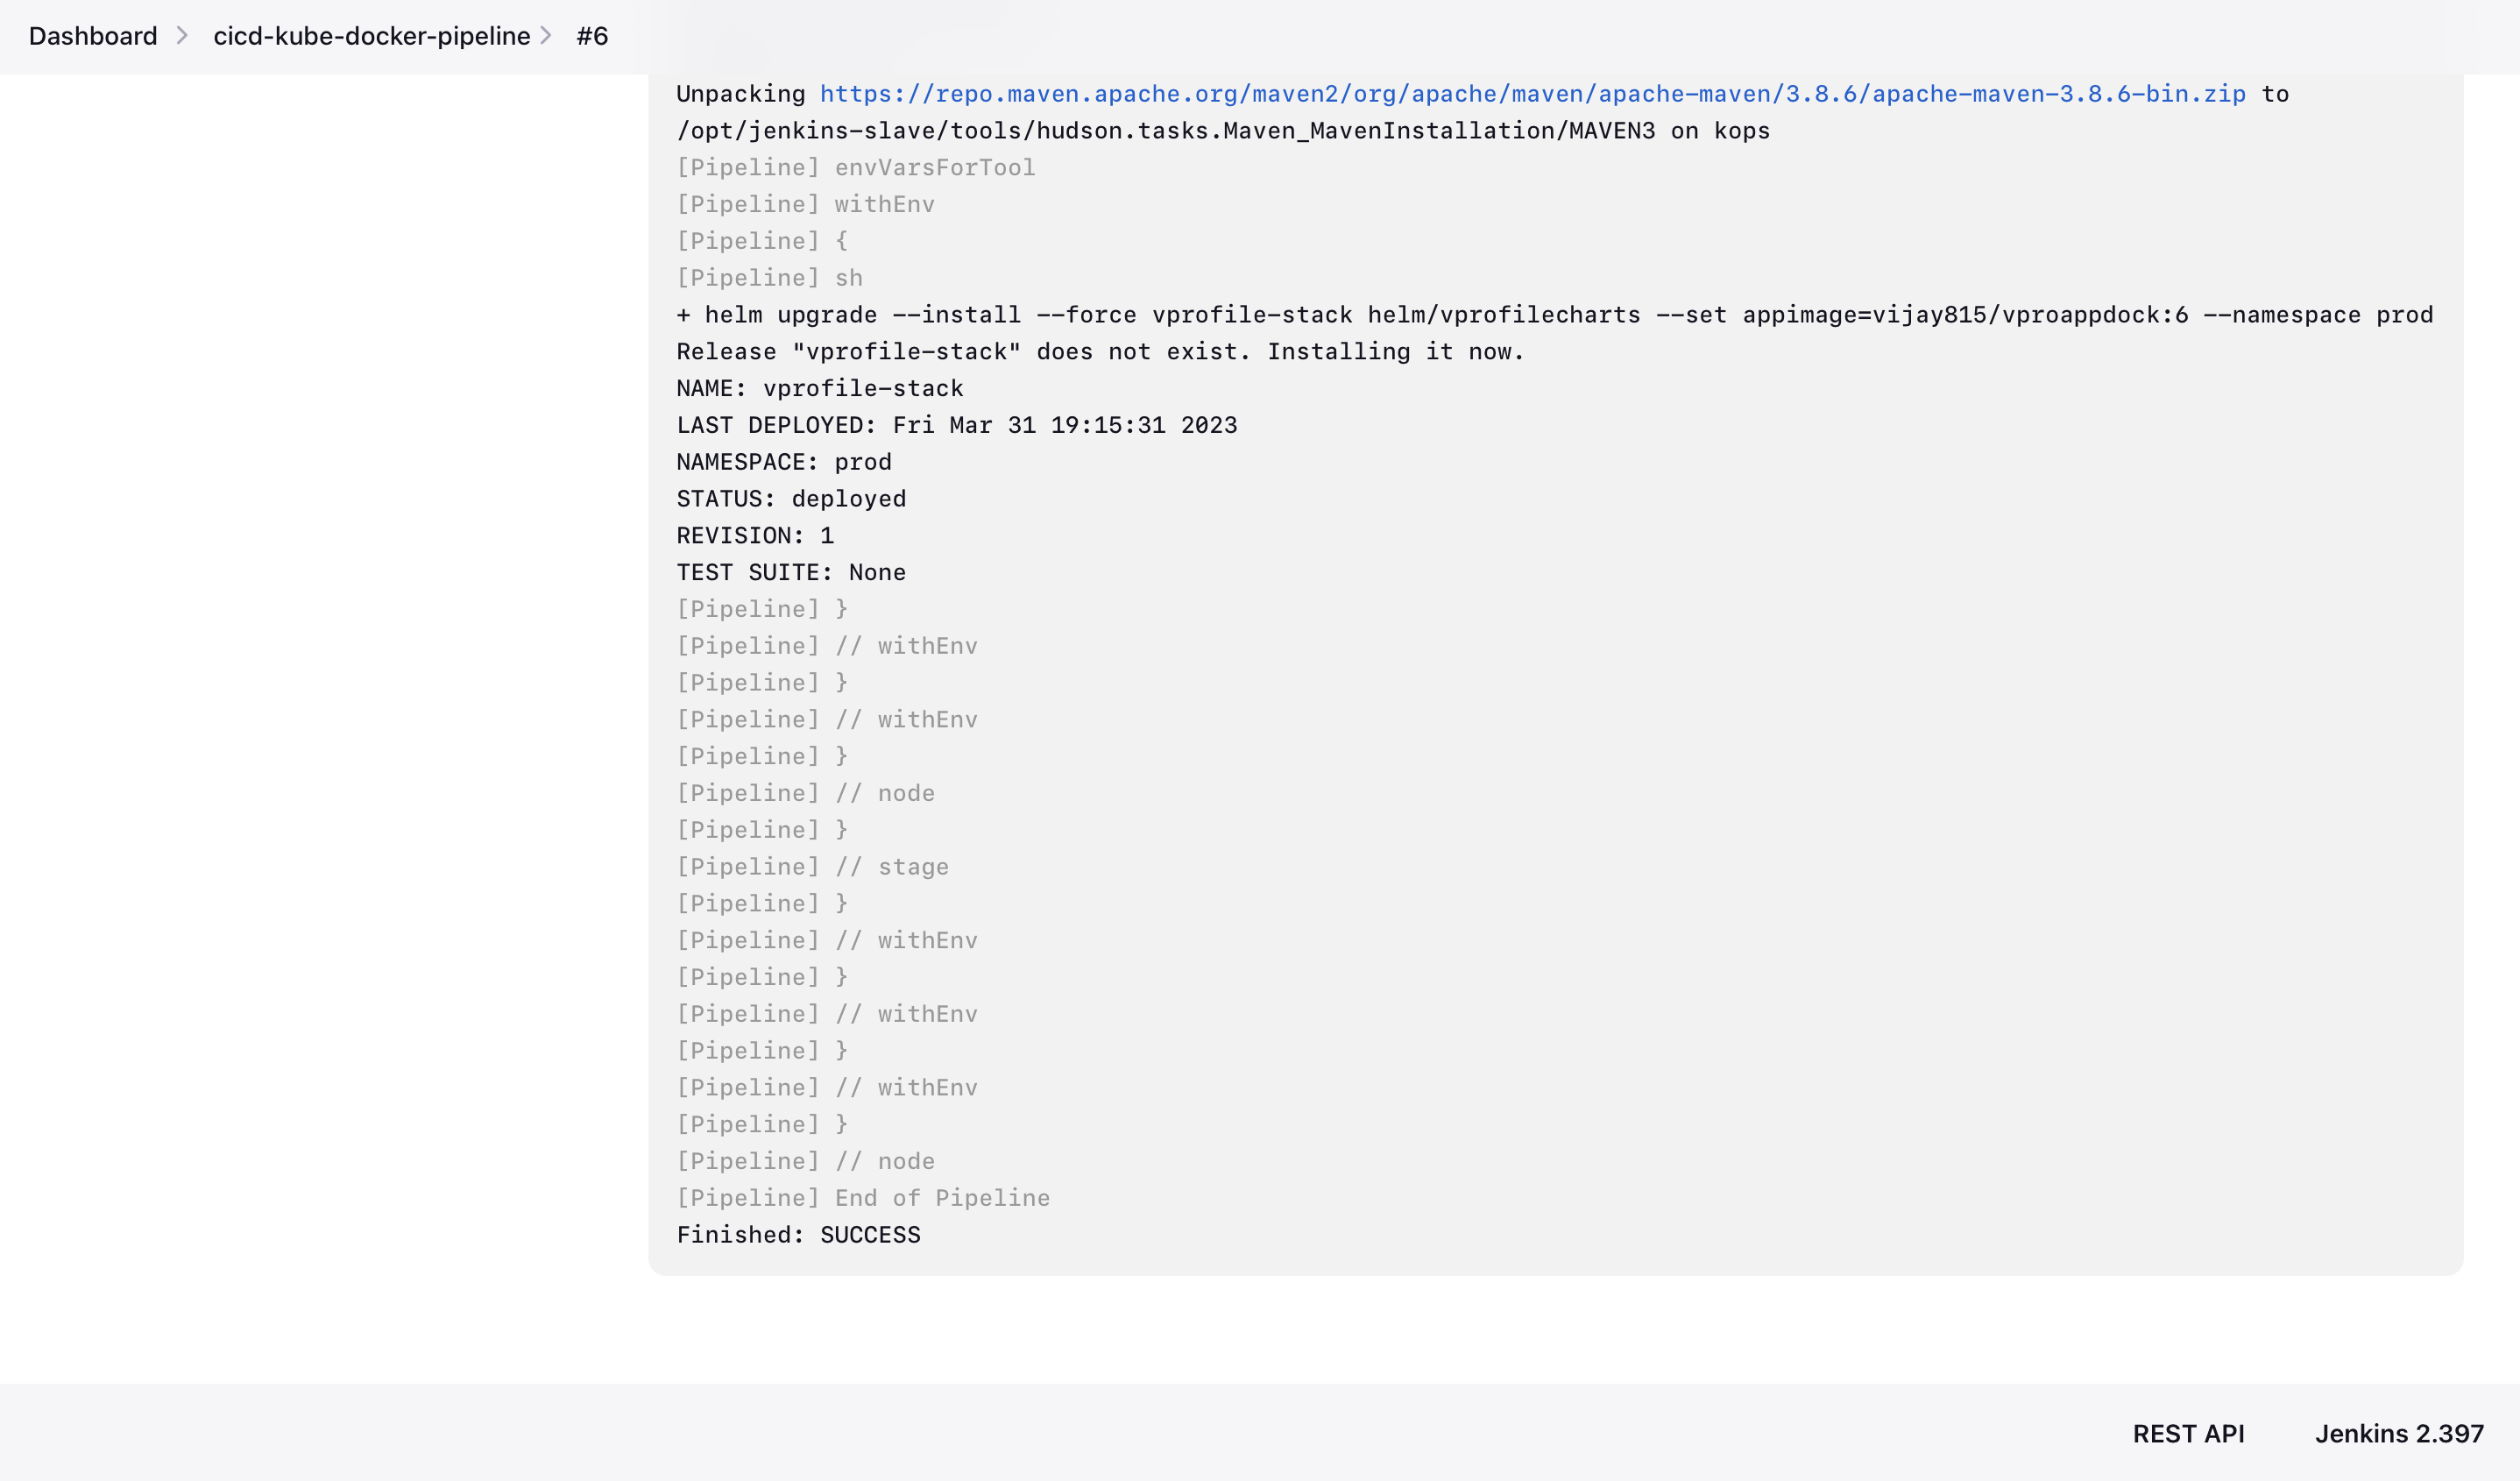 Dashboard > cicd-kube-docker-pipeline > #6
Unpacking https://repo.maven.apache.org/maven2/org/apache/maven/apache-maven/3.8.6/apache-maven-3.8.6-bin.zip to
/opt/jenkins-slave/tools/hudson.tasks.Maven_MavenInstallation/MAVEN3 on kops
[Pipeline] envVarsForTool
[Pipeline] withEnv
[Pipeline] {
[Pipeline] sh
+ helm upgrade --install --force vprofile-stack helm/vprofilecharts --set appimage=vijay815/vproappdock:6 --namespace prod
Release "vprofile-stack" does not exist. Installing it now.
NAME: vprofile-stack
LAST DEPLOYED: Fri Mar 31 19:15:31 2023
NAMESPACE: prod
STATUS: deployed
REVISION: 1
TEST SUITE: None
[Pipeline] }
[Pipeline] // withEnv
[Pipeline] }
[Pipeline] // withEnv
[Pipeline] }
[Pipeline] // node
[Pipeline] }
[Pipeline] // stage
[Pipeline] }
[Pipeline] // withEnv
[Pipeline] }
[Pipeline] // withEnv
[Pipeline] }
[Pipeline] // withEnv
[Pipeline] }
[Pipeline] // node
[Pipeline] End of Pipeline
Finished: SUCCESS
REST API Jenkins 2.397